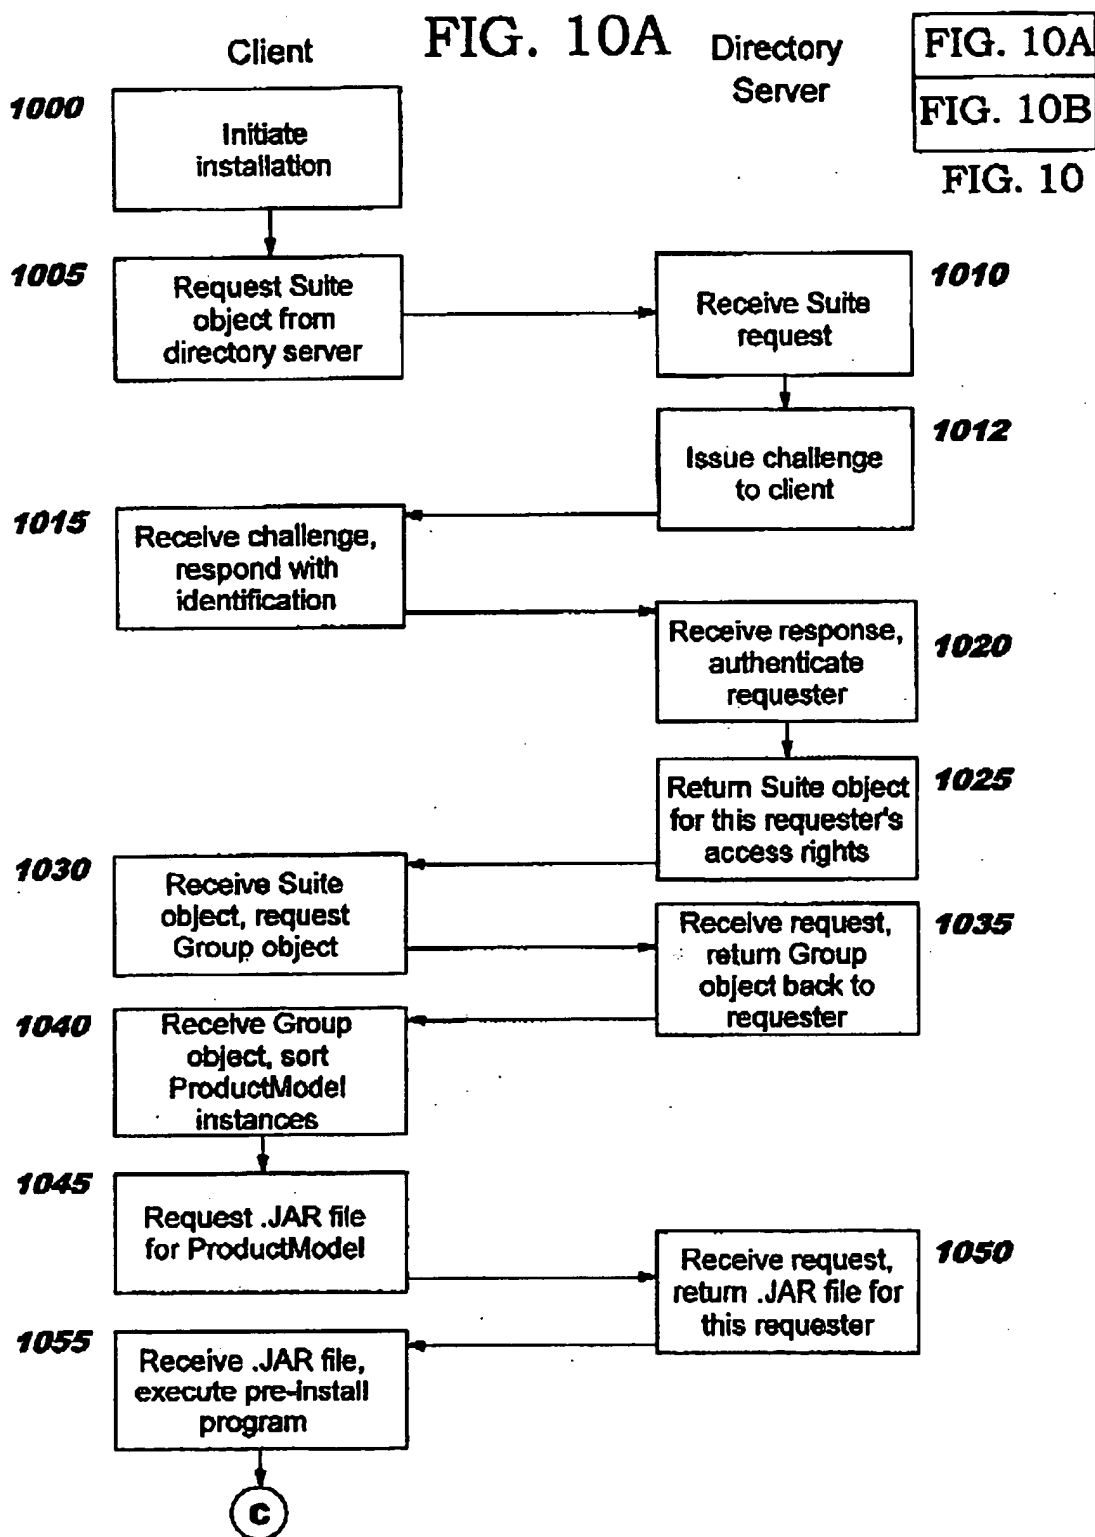 FIG. 10A
Client
Directory
Server
FIG. 10A
FIG. 10B
FIG. 10
1000
Initiate
installation
1005
Request Suite
object from
directory server
1010
Receive Suite
request
1012
Issue challenge
to client
1015
Receive challenge,
respond with
identification
1020
Receive response,
authenticate
requester
1025
Return Suite object
for this requester's
access rights
1030
Receive Suite
object, request
Group object
1035
Receive request,
return Group
object back to
requester
1040
Receive Group
object, sort
ProductModel
instances
1045
Request .JAR file
for ProductModel
1050
Receive request,
return .JAR file for
this requester
1055
Receive .JAR file,
execute pre-install
program
C